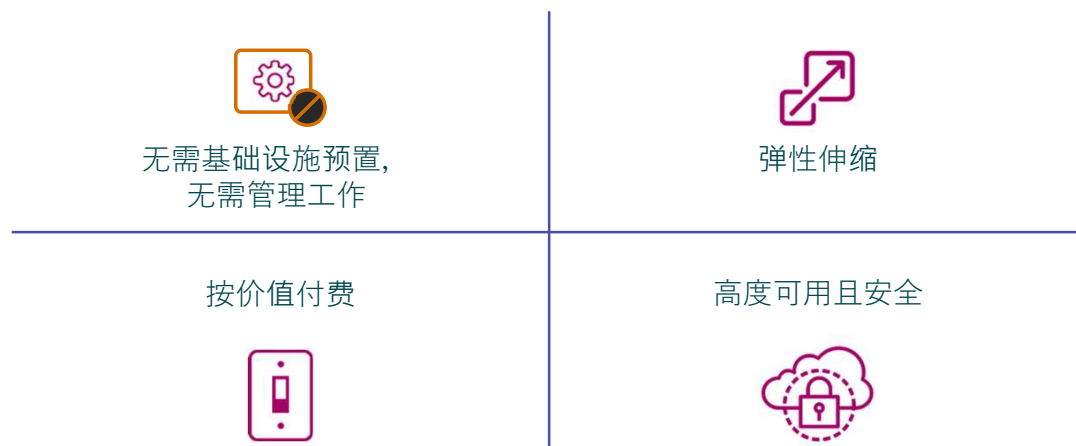 无需基础设施预置,
无需管理工作
弹性伸缩
按价值付费
高度可用且安全